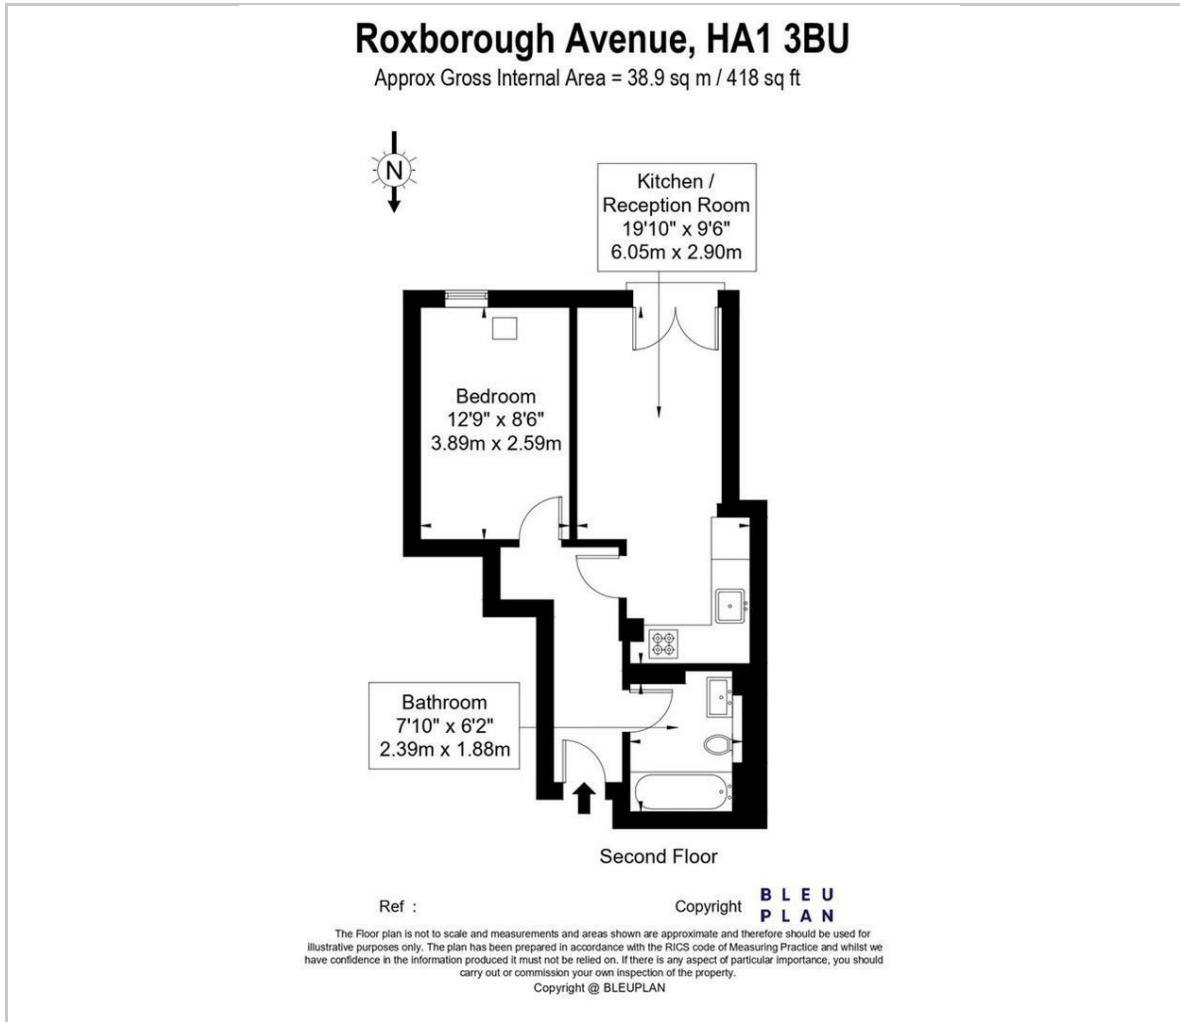 Roxborough Avenue, HA1 3BU
Approx Gross Internal Area = 38.9 sq m / 418 sq ft
N
Kitchen /
Reception Room
19'10" x 9'6"
6.05m x 2.90m
Bedroom
12'9" x 8'6"
3.89m x 2.59m
Bathroom
7'10" x 6'2"
2.39m x 1.88m
Second Floor
Ref :
Copyright
BLEU
PLAN
The Floor plan is not to scale and measurements and areas shown are approximate and therefore should be used for
illustrative purposes only. The plan has been prepared in accordance with the RICS code of Measuring Practice and whilst we
have confidence in the information produced it must not be relied on. If there is any aspect of particular importance, you should
carry out or commission your own inspection of the property.
Copyright @ BLEUPLAN